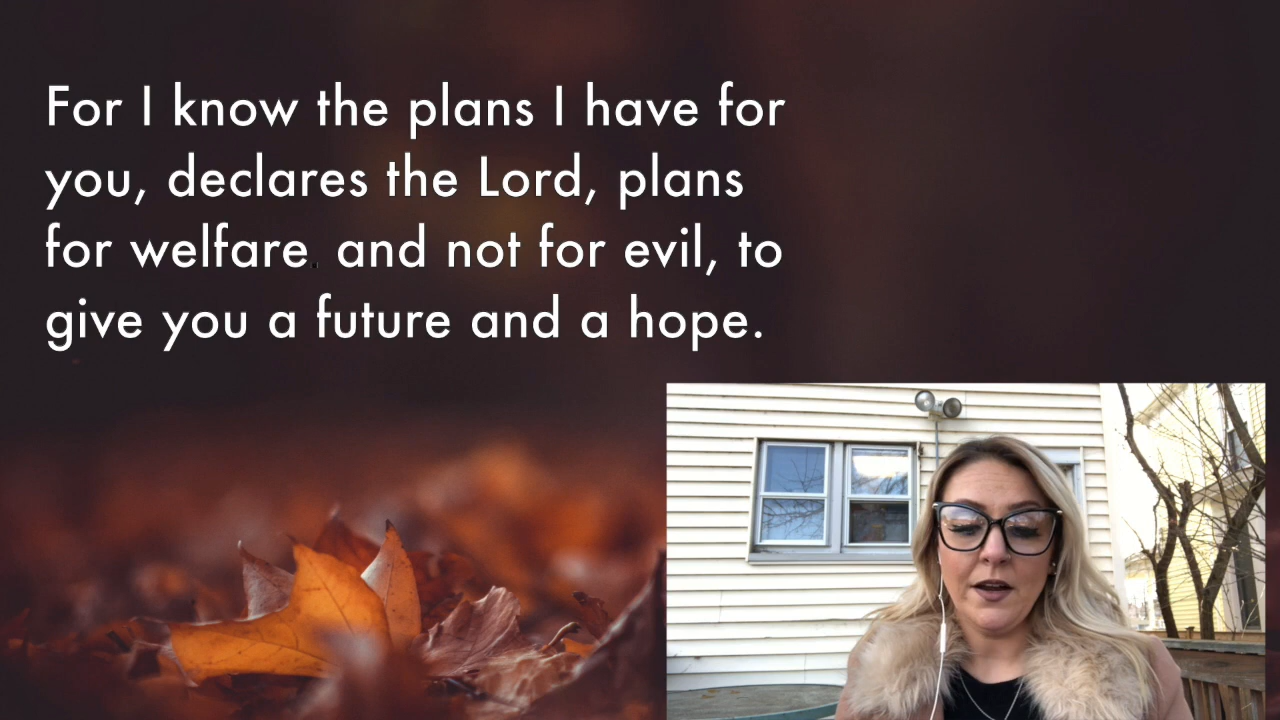 For I know the plans I have for
you, declares the Lord, plans
for welfare. and not for evil, to
give you a future and a hope.